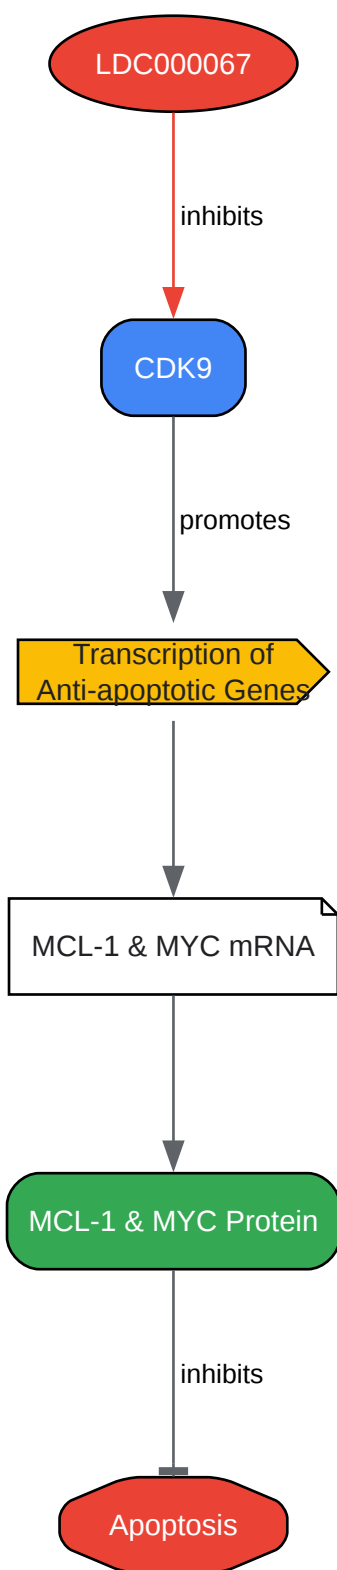 LDC000067
inhibits
CDK9
promotes
Transcription of
Anti-apoptotic Genes
MCL-1 & MYC mRNA
MCL-1 & MYC Protein
inhibits
Apoptosis